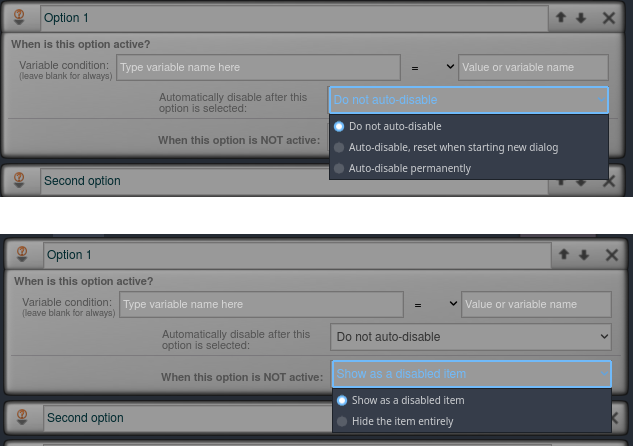 Option 1
When is this option active?
Variable condition: Type variable name here = Value or variable name
(leave blank for always)
Automatically disable after this Do not auto-disable
option is selected:
Do not auto-disable
When this option is NOT active:
Auto-disable, reset when starting new dialog
Auto-disable permanently
Second option
Option 1
When is this option active?
Variable condition: Type variable name here = Value or variable name
(leave blank for always)
Automatically disable after this Do not auto-disable
option is selected:
When this option is NOT active: Show as a disabled item
Show as a disabled item
Second option
Hide the item entirely